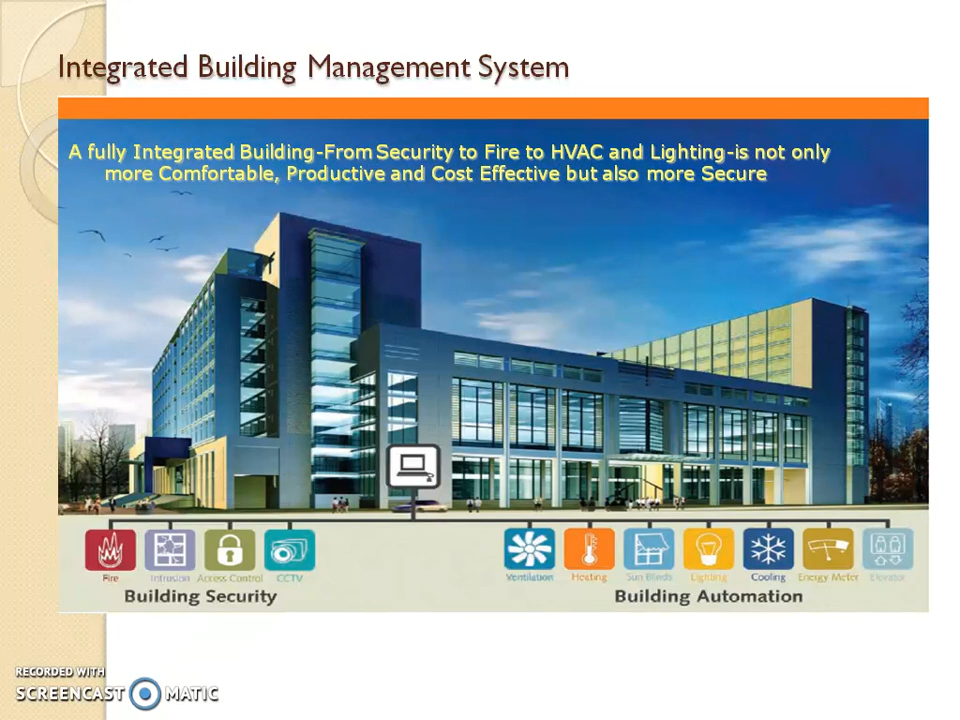 Integrated Building Management System
A fully Integrated Building-From Security to Fire to HVAC and Lighting-is not only
more Comfortable, Productive and Cost Effective but also more Secure
Fire Intrusion Access Control CCTV Ventilation Heating Sun Blinds Lighting Cooling Energy Meter Elevator
Building Security Building Automation
RECORDED WITH
SCREENCAST MATIC